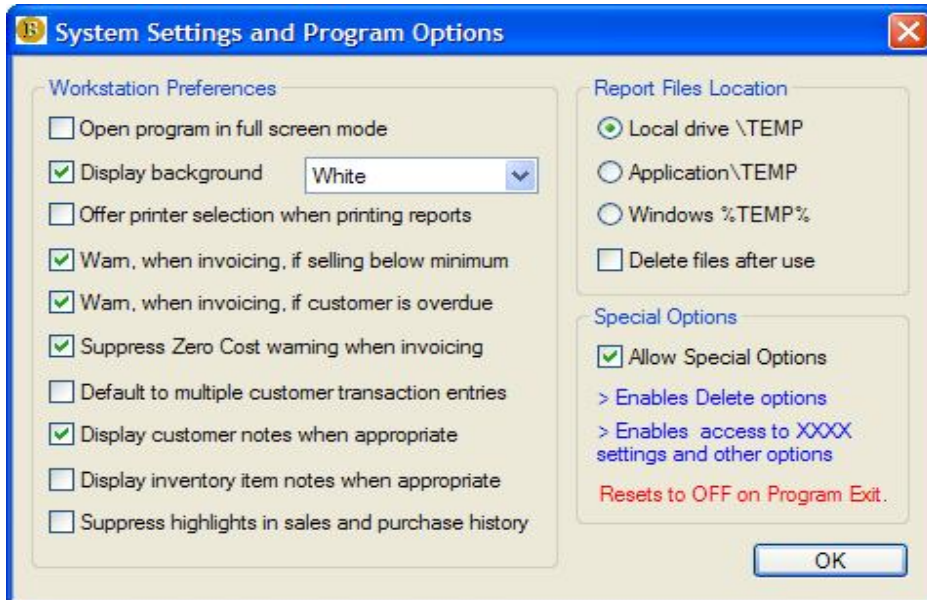 B System Settings and Program Options
Workstation Preferences
Open program in full screen mode
Display background White
Offer printer selection when printing reports
Warn, when invoicing, if selling below minimum
Warn, when invoicing, if customer is overdue
Suppress Zero Cost warning when invoicing
Default to multiple customer transaction entries
Display customer notes when appropriate
Display inventory item notes when appropriate
Suppress highlights in sales and purchase history
Report Files Location
Local drive \TEMP
Application\TEMP
Windows %TEMP%
Delete files after use
Special Options
Allow Special Options
> Enables Delete options
> Enables access to XXXX
settings and other options
Resets to OFF on Program Exit.
OK